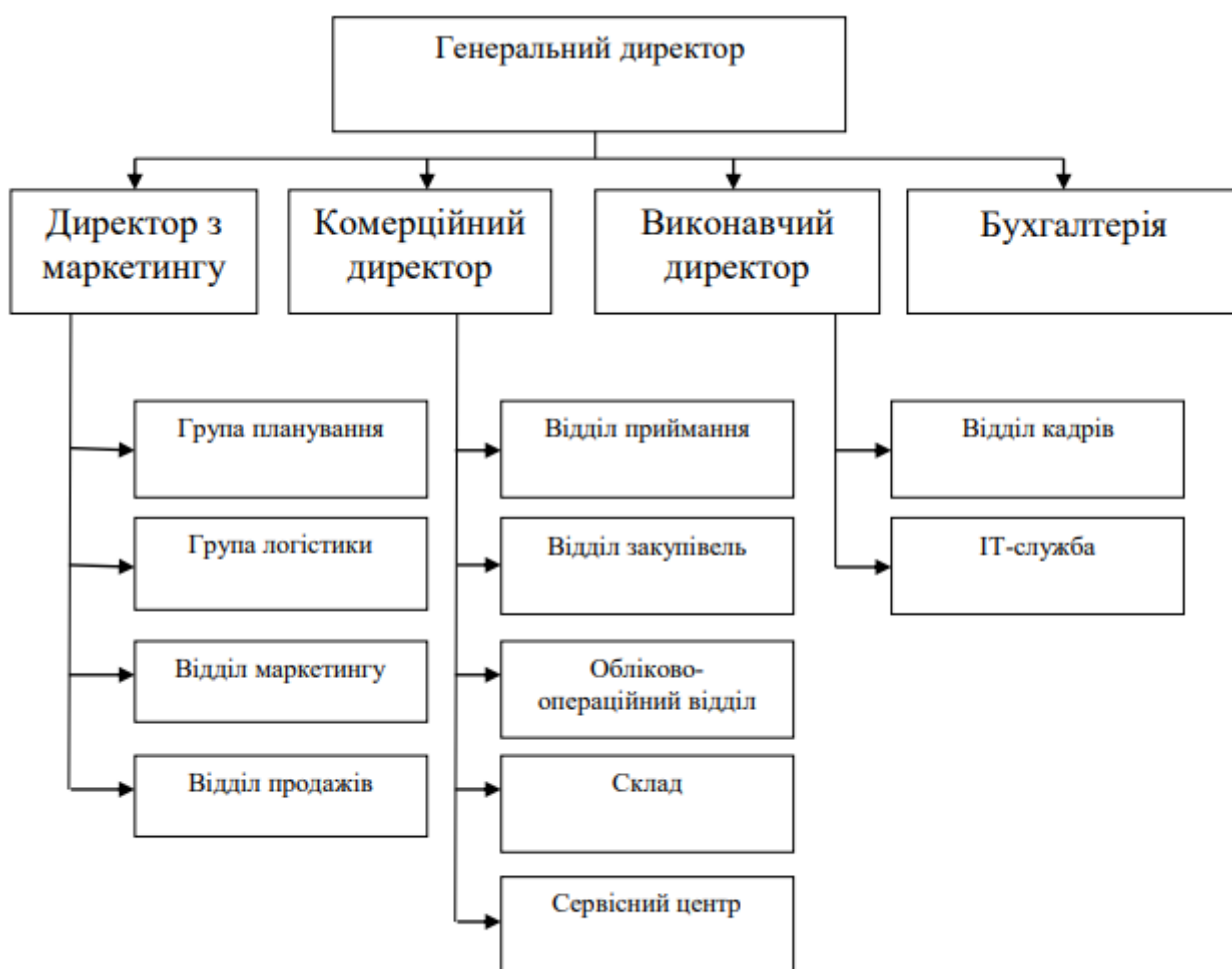 Генеральний директор
Директор з
маркетингу
Комерційний
директор
Виконавчий
директор
Бухгалтерія
Група планування
Група логістики
Відділ маркетингу
Відділ продажів
Відділ приймання
Відділ закупівель
Обліково-
операційний відділ
Склад
Сервісний центр
Відділ кадрів
ІТ-служба